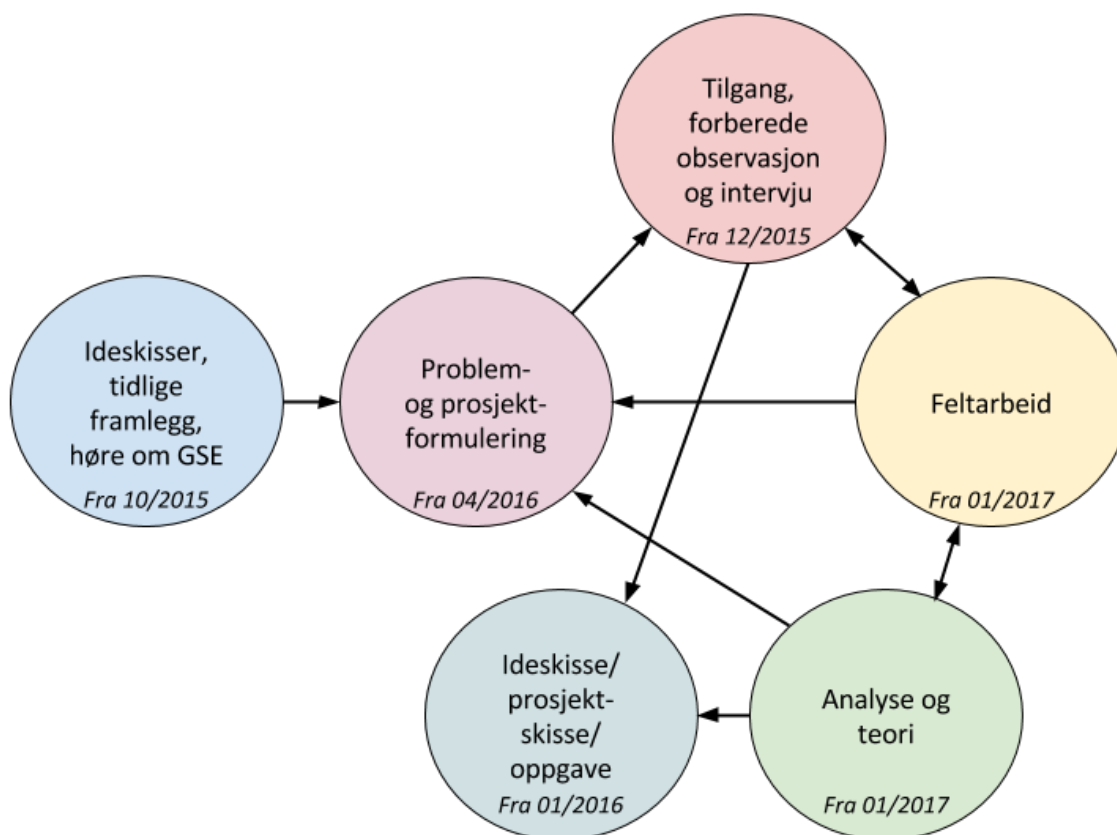 Tilgang,
forberede
observasjon
og intervju
Fra 12/2015
Ideskisser,
tidlige
framlegg,
høre om GSE
Fra 10/2015
Problem-
og prosjekt-
formulering
Fra 04/2016
Feltarbeid
Fra 01/2017
Ideskisse/
prosjekt-
skisse/
oppgave
Fra 01/2016
Analyse og
teori
Fra 01/2017